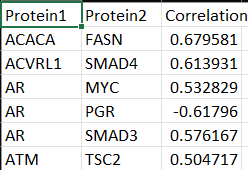 Protein1 Protein2 Correlation
ACACA FASN 0.679581
ACVRL1 SMAD4 0.613931
AR MYC 0.532829
AR PGR -0.61796
AR SMAD3 0.576167
ATM TSC2 0.504717